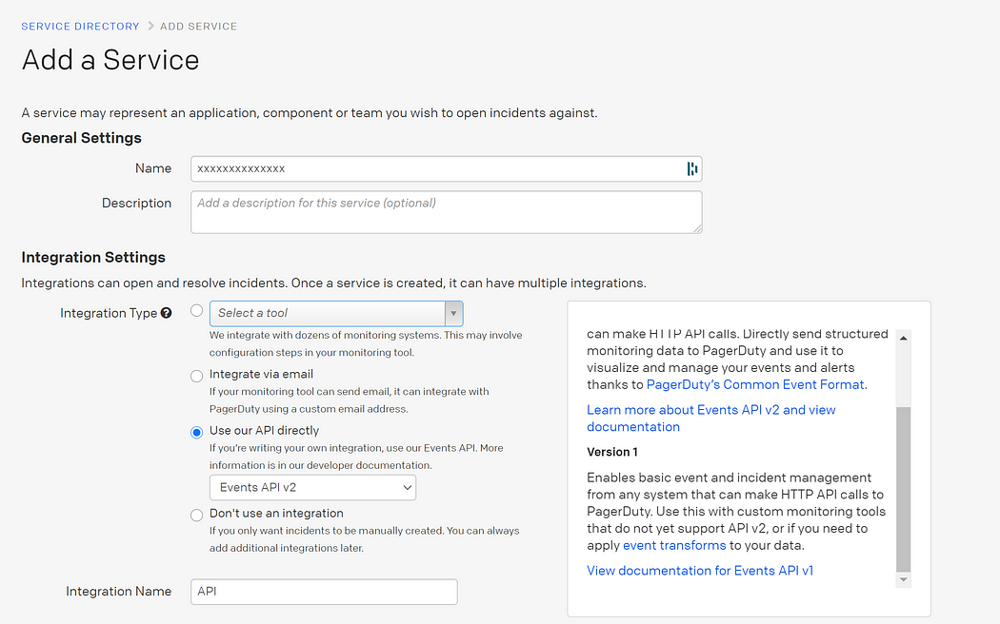 SERVICE DIRECTORY > ADD SERVICE
Add a Service
A service may represent an application, component or team you wish to open incidents against.
General Settings
Name
xxxxxxxxxxxxxx
Description
Add a description for this service (optional)
Integration Settings
Integrations can open and resolve incidents. Once a service is created, it can have multiple integrations.
Integration Type ?
Select a tool
We integrate with dozens of monitoring systems. This may involve
configuration steps in your monitoring tool.
Integrate via email
If your monitoring tool can send email, it can integrate with
PagerDuty using a custom email address.
Use our API directly
If you're writing your own integration, use our Events API. More
information is in our developer documentation.
Events API v2
Don't use an integration
If you only want incidents to be manually created. You can always
add additional integrations later.
Integration Name
API
can make HTTP API calls. Directly send structured
monitoring data to PagerDuty and use it to
visualize and manage your events and alerts
thanks to PagerDuty's Common Event Format.
Learn more about Events API v2 and view
documentation
Version 1
Enables basic event and incident management
from any system that can make HTTP API calls to
PagerDuty. Use this with custom monitoring tools
that do not yet support API v2, or if you need to
apply event transforms to your data.
View documentation for Events API v1